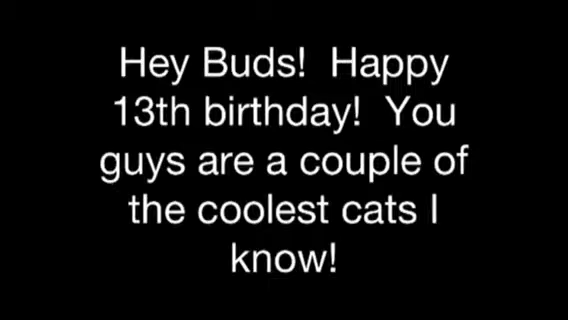 Hey Buds!  Happy
13th birthday!  You
guys are a couple of
the coolest cats I
know!